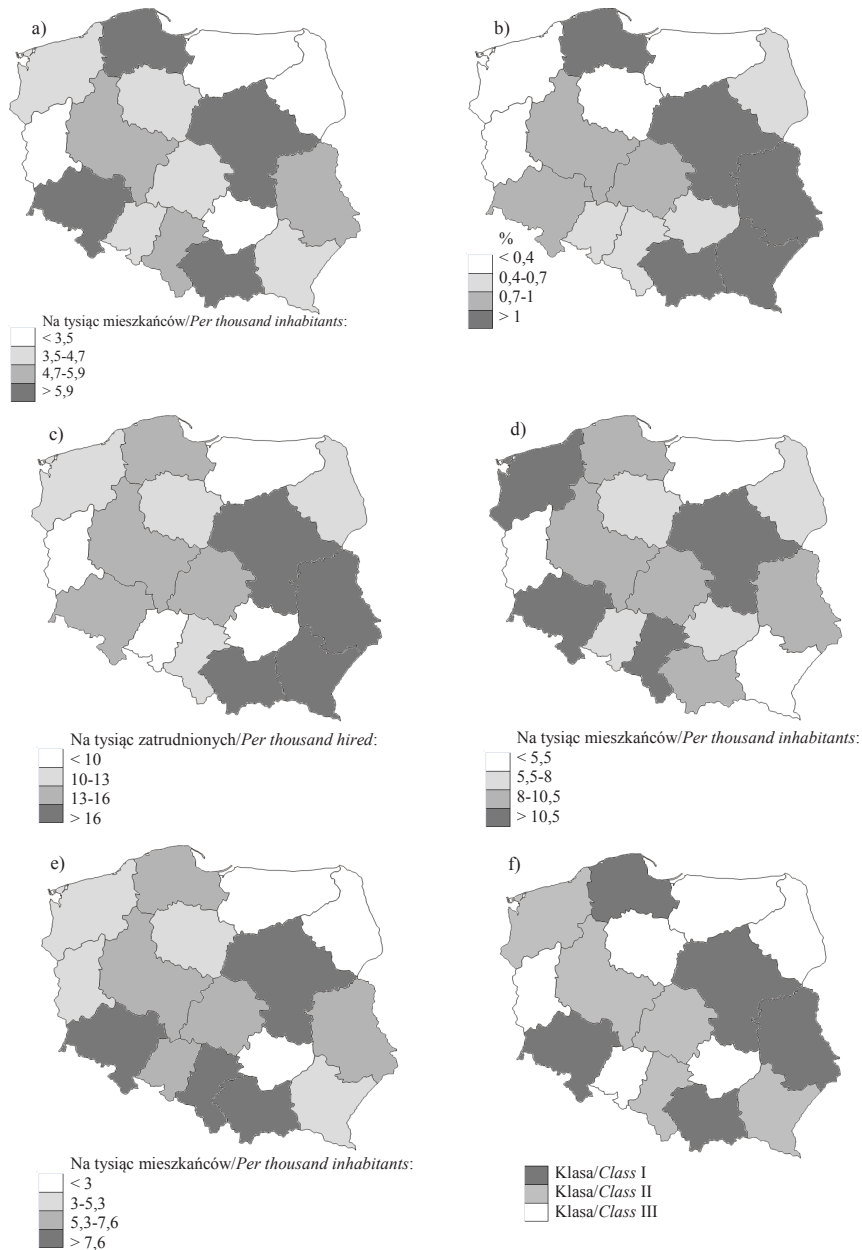 a)
Na tysiąc mieszkańców/Per thousand inhabitants:
< 3,5
3,5-4,7
4,7-5,9
> 5,9
b)
%
< 0,4
0,4-0,7
0,7-1
> 1
c)
Na tysiąc zatrudnionych/Per thousand hired:
< 10
10-13
13-16
> 16
d)
Na tysiąc mieszkańców/Per thousand inhabitants:
< 5,5
5,5-8
8-10,5
> 10,5
e)
Na tysiąc mieszkańców/Per thousand inhabitants:
< 3
3-5,3
5,3-7,6
> 7,6
f)
Klasa/Class I
Klasa/Class II
Klasa/Class III